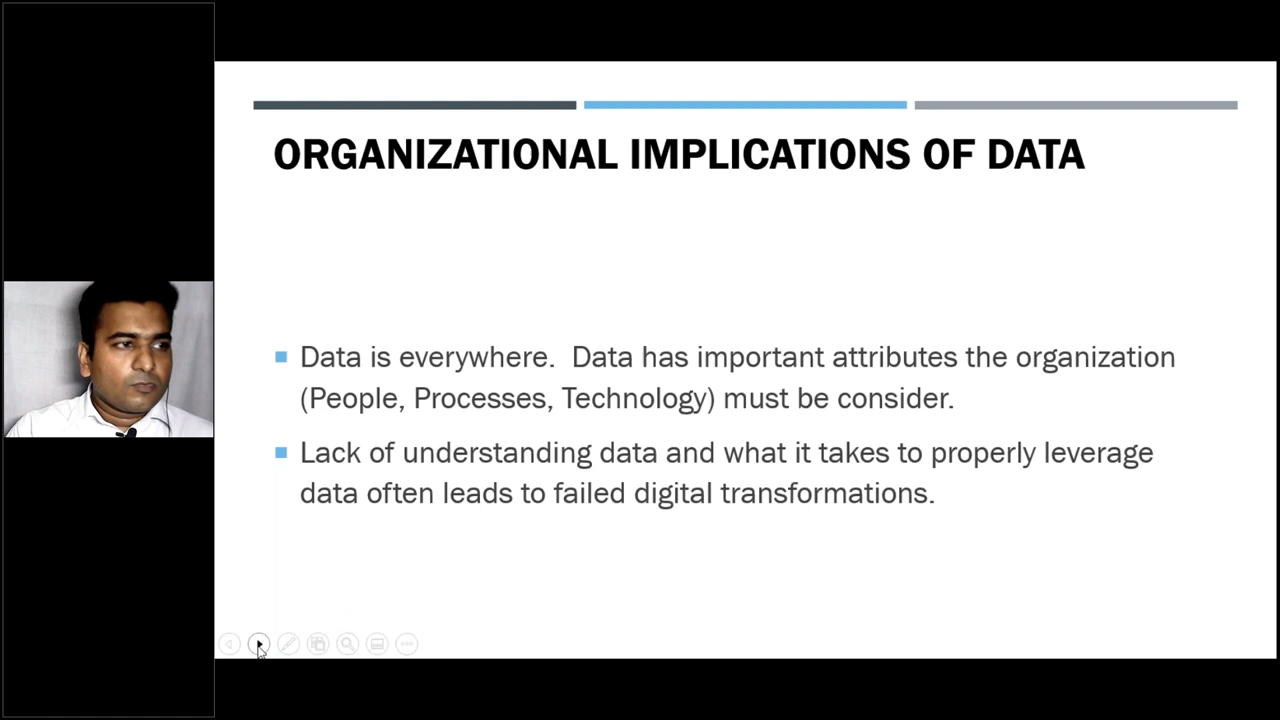 ORGANIZATIONAL IMPLICATIONS OF DATA
Data is everywhere.  Data has important attributes the organization
(People, Processes, Technology) must be consider.
Lack of understanding data and what it takes to properly leverage
data often leads to failed digital transformations.